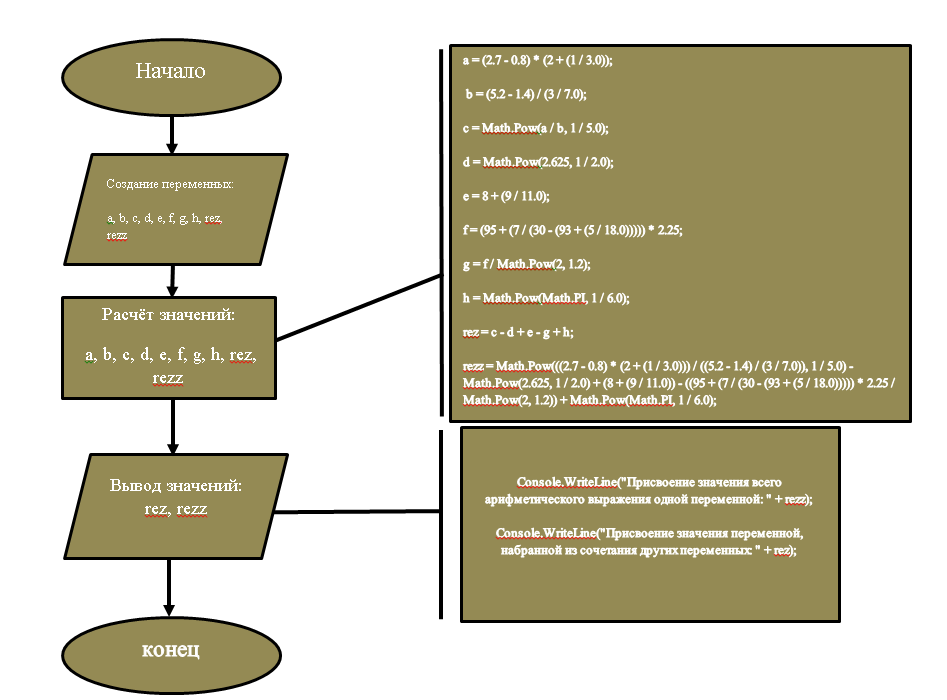 Начало
Создание переменных:
a, b, c, d, e, f, g, h, rez,
rezz
Расчёт значений:
a, b, c, d, e, f, g, h, rez,
rezz
Вывод значений:
rez, rezz
конец
a = (2.7 - 0.8) * (2 + (1 / 3.0));
b = (5.2 - 1.4) / (3 / 7.0);
c = Math.Pow(a / b, 1 / 5.0);
d = Math.Pow(2.625, 1 / 2.0);
e = 8 + (9 / 11.0);
f = (95 + (7 / (30 - (93 + (5 / 18.0))))) * 2.25;
g = f / Math.Pow(2, 1.2);
h = Math.Pow(Math.PI, 1 / 6.0);
rez = c - d + e - g + h;
rezz = Math.Pow(((2.7 - 0.8) * (2 + (1 / 3.0))) / ((5.2 - 1.4) / (3 / 7.0)), 1 / 5.0) -
Math.Pow(2.625, 1 / 2.0) + (8 + (9 / 11.0)) - ((95 + (7 / (30 - (93 + (5 / 18.0))))) * 2.25 /
Math.Pow(2, 1.2)) + Math.Pow(Math.PI, 1 / 6.0);
Console.WriteLine("Присвоение значения всего
арифметического выражения одной переменной: " + rezz);
Console.WriteLine("Присвоение значения переменной,
набранной из сочетания других переменных: " + rez);